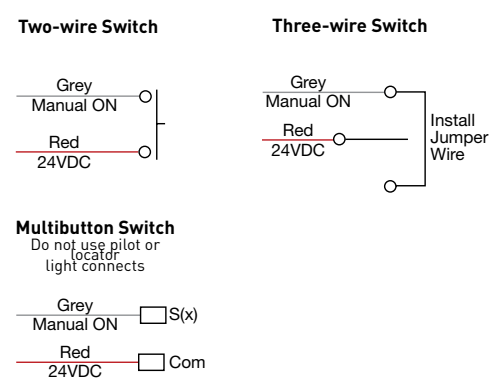 Two-wire Switch
Grey
Manual ON
Red
24VDC
Three-wire Switch
Grey
Manual ON
Red
24VDC
Install
Jumper
Wire
Multibutton Switch
Do not use pilot or
locator
light connects
Grey
Manual ON
S(x)
Red
24VDC
Com